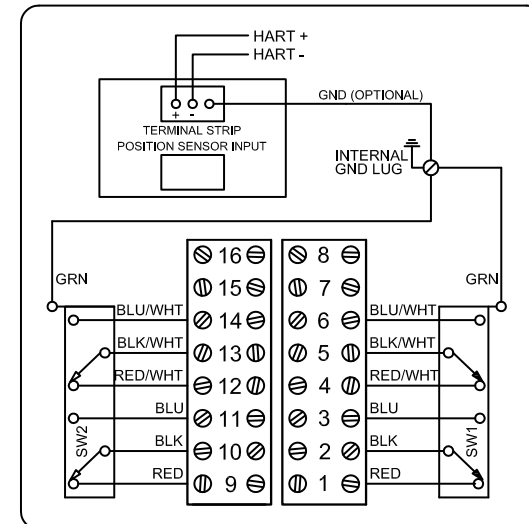 HART +
HART -
GND (OPTIONAL)
+ -
TERMINAL STRIP
POSITION SENSOR INPUT
INTERNAL
GND LUG
GRN
GRN
16 8
15 7
BLU/WHT 14 6 BLU/WHT
BLK/WHT 13 5 BLK/WHT
RED/WHT 12 4 RED/WHT
BLU 11 3 BLU
SW2 BLK 10 2 BLK SW1
RED 9 1 RED